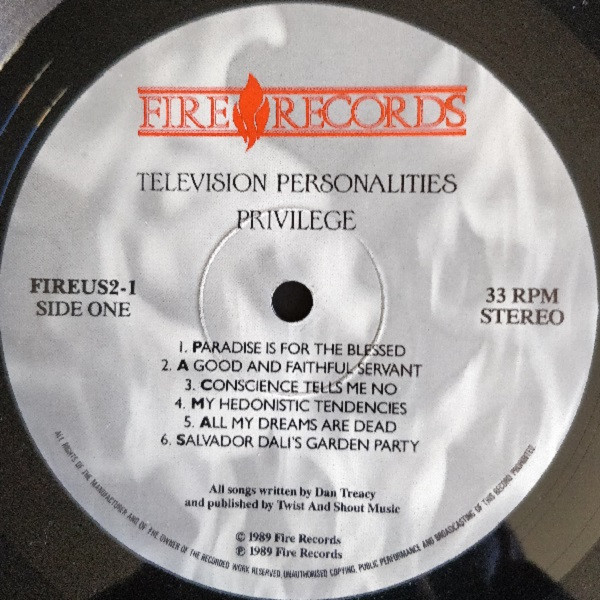 FIRE RECORDS
TELEVISION PERSONALITIES
PRIVILEGE
FIREUS2-1
SIDE ONE
33 RPM
STEREO
1. PARADISE IS FOR THE BLESSED
2. A GOOD AND FAITHFUL SERVANT
3. CONSCIENCE TELLS ME NO
4. MY HEDONISTIC TENDENCIES
5. ALL MY DREAMS ARE DEAD
6. SALVADOR DALI'S GARDEN PARTY
All songs written by Dan Treacy
and published by Twist And Shout Music
© 1989 Fire Records
℗ 1989 Fire Records
ALL RIGHTS OF THE MANUFACTURER AND OF THE OWNER OF THE RECORDED WORK RESERVED, UNAUTHORISED COPYING, PUBLIC PERFORMANCE AND BROADCASTING OF THIS RECORD PROHIBITED.